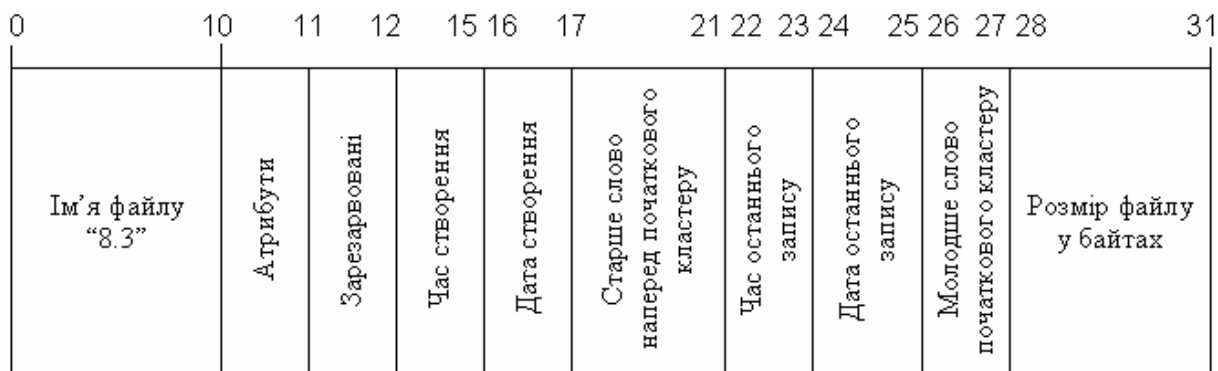 0 10 11 12 15 16 17 21 22 23 24 25 26 27 28 31
Ім’я файлу
“8.3”
Атрибути
Зарезарвовані
Час створення
Дата створення
Старше слово
наперед початкового
кластеру
Час останнього
запису
Дата останнього
запису
Молодше слово
початкового кластеру
Розмір файлу
у байтах